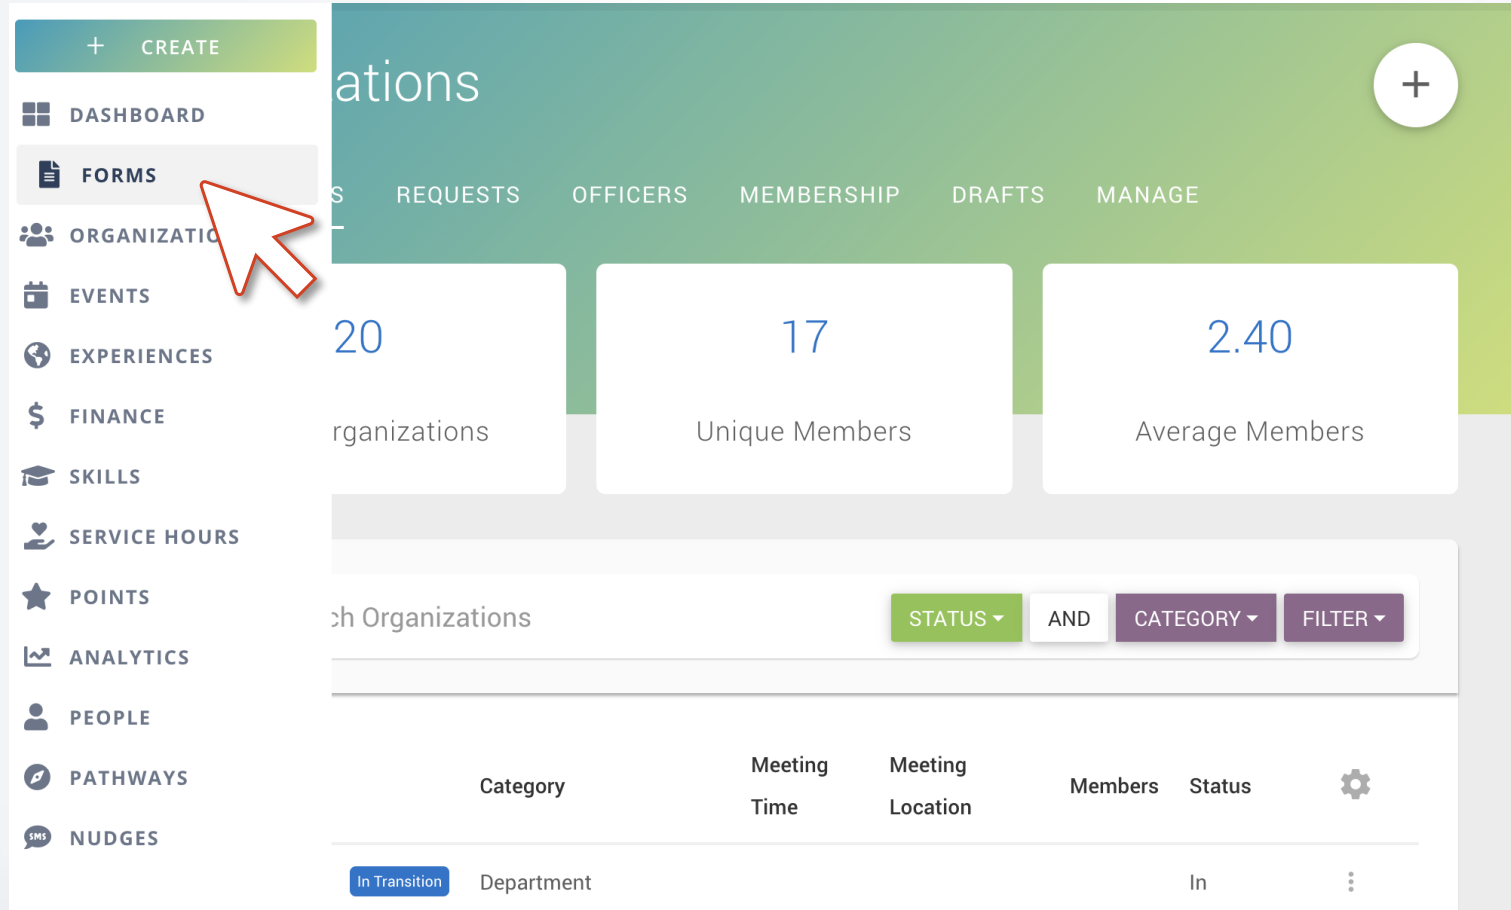 + CREATE
DASHBOARD
FORMS
ORGANIZATIO
EVENTS
EXPERIENCES
FINANCE
SKILLS
SERVICE HOURS
POINTS
ANALYTICS
PEOPLE
PATHWAYS
SMS NUDGES
ations
+
S REQUESTS OFFICERS MEMBERSHIP DRAFTS MANAGE
20
rganizations
17
Unique Members
2.40
Average Members
ch Organizations
STATUS AND CATEGORY FILTER
Category
Meeting
Time
Meeting
Location
Members
Status
In Transition Department In